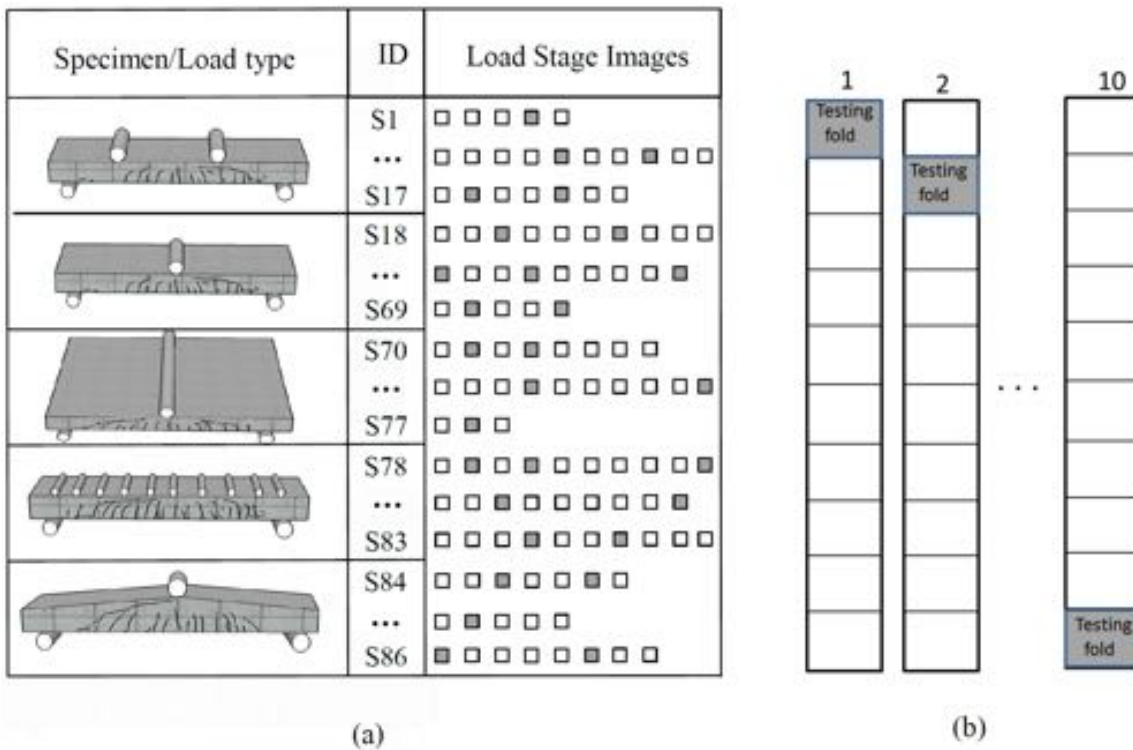 Specimen/Load type ID Load Stage Images
S1
...
S17
S18
...
S69
S70
...
S77
S78
...
S83
S84
...
S86
(a)
1 2 10
Testing
fold
Testing
fold
. . .
Testing
fold
(b)